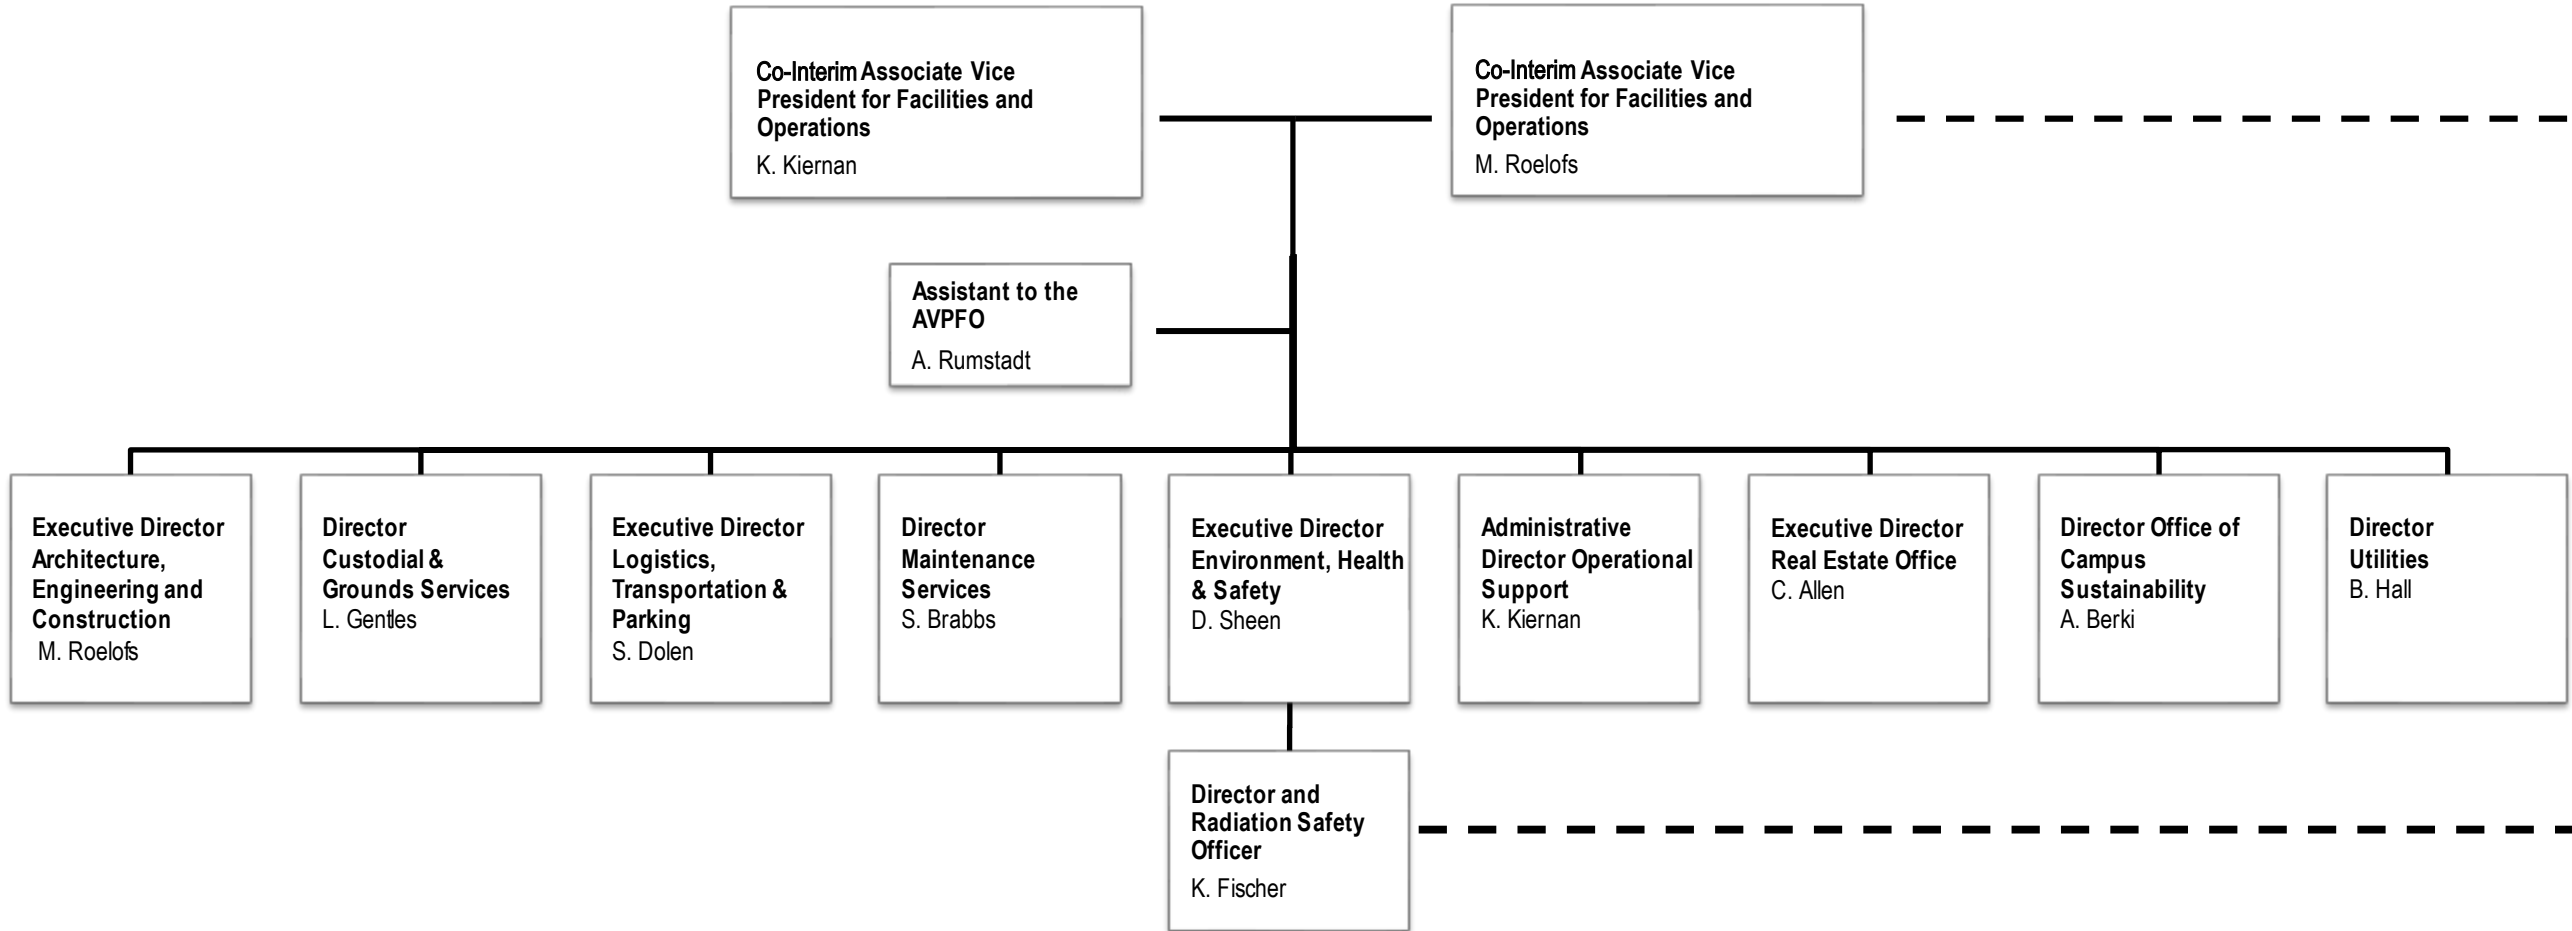 Co-Interim Associate Vice
President for Facilities and
Operations
K. Kiernan
Co-Interim Associate Vice
President for Facilities and
Operations
M. Roelofs
Assistant to the
AVPFO
A. Rumstadt
Executive Director
Architecture,
Engineering and
Construction
M. Roelofs
Director
Custodial &
Grounds Services
L. Gentles
Executive Director
Logistics,
Transportation &
Parking
S. Dolen
Director
Maintenance
Services
S. Brabbs
Executive Director
Environment, Health
& Safety
D. Sheen
Administrative
Director Operational
Support
K. Kiernan
Executive Director
Real Estate Office
C. Allen
Director Office of
Campus
Sustainability
A. Berki
Director
Utilities
B. Hall
Director and
Radiation Safety
Officer
K. Fischer